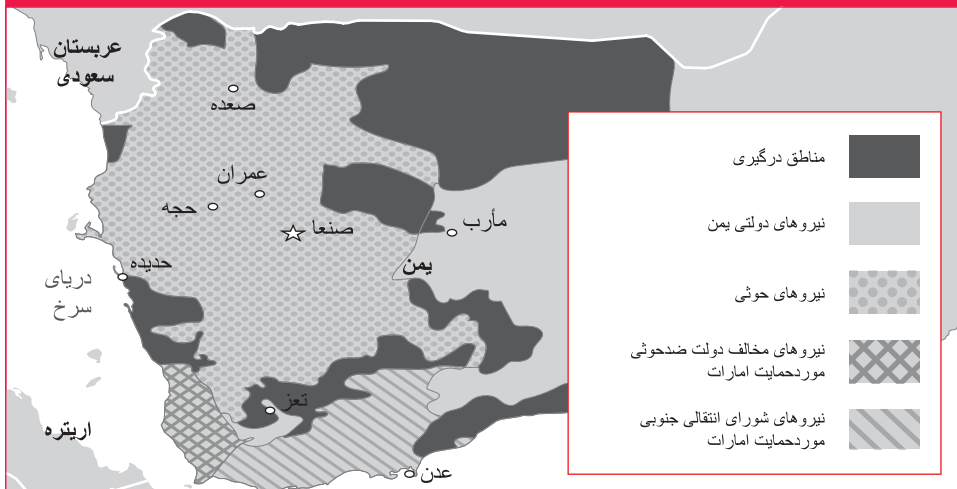 عربستان
سعودی
صعده
عمران
حجه
صنعا
مأرب
یمن
حدیده
دریای
سرخ
تعز
اریتره
عدن
مناطق درگیری
نیروهای دولتی یمن
نیروهای حوثی
نیروهای مخالف دولت ضدحوثی
موردحمایت امارات
نیروهای شورای انتقالی جنوبی
موردحمایت امارات